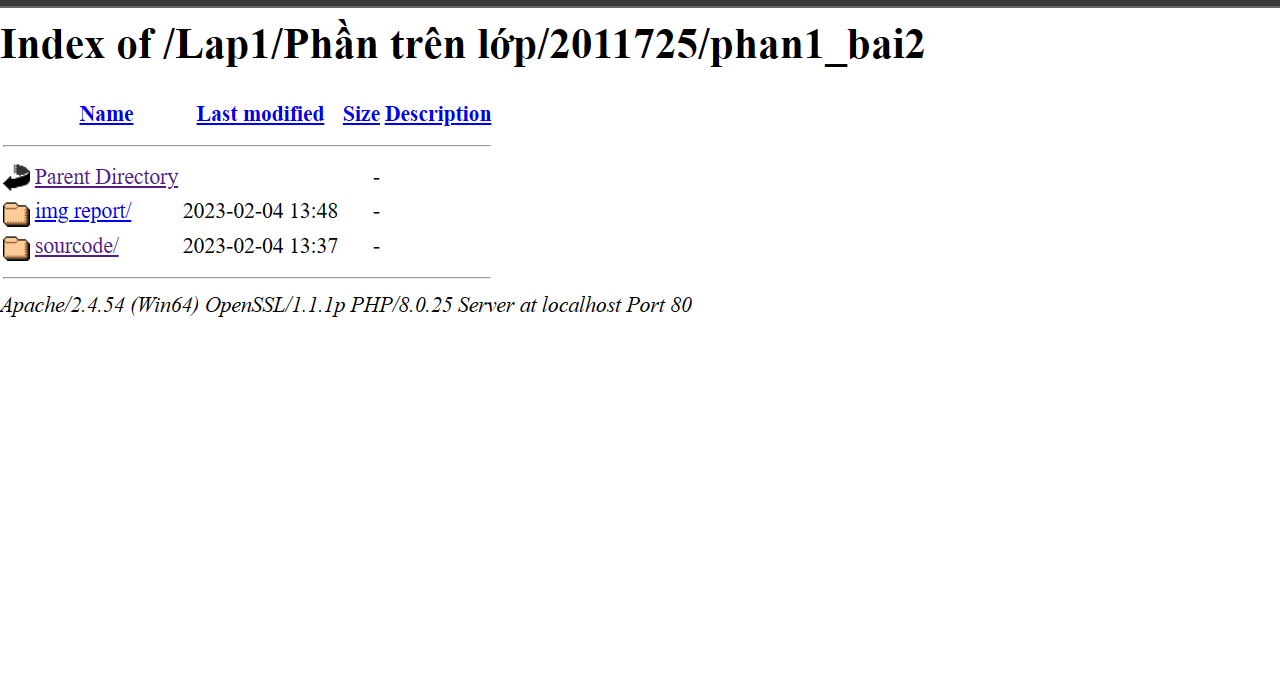 Index of /Lap1/Phần trên lớp/2011725/phan1_bai2
Name Last modified Size Description
Parent Directory -
img report/ 2023-02-04 13:48 -
sourcode/ 2023-02-04 13:37 -
Apache/2.4.54 (Win64) OpenSSL/1.1.1p PHP/8.0.25 Server at localhost Port 80